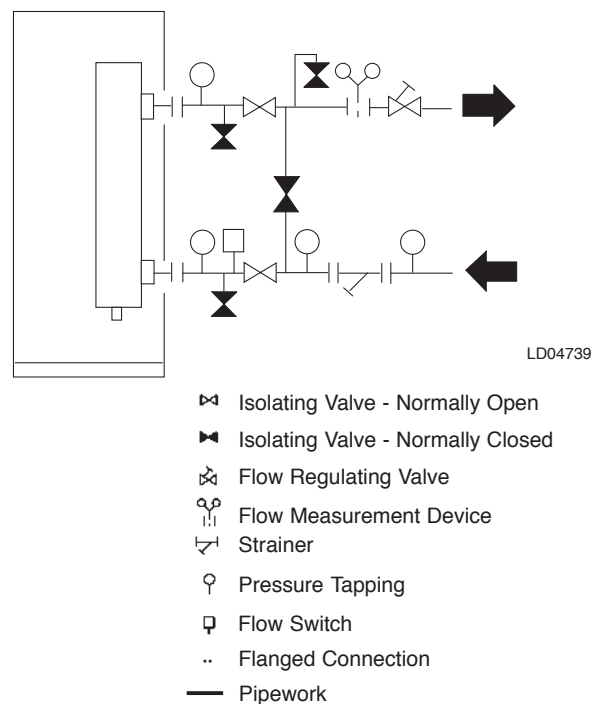 LD04739
Isolating Valve - Normally Open
Isolating Valve - Normally Closed
Flow Regulating Valve
Flow Measurement Device
Strainer
Pressure Tapping
Flow Switch
Flanged Connection
Pipework